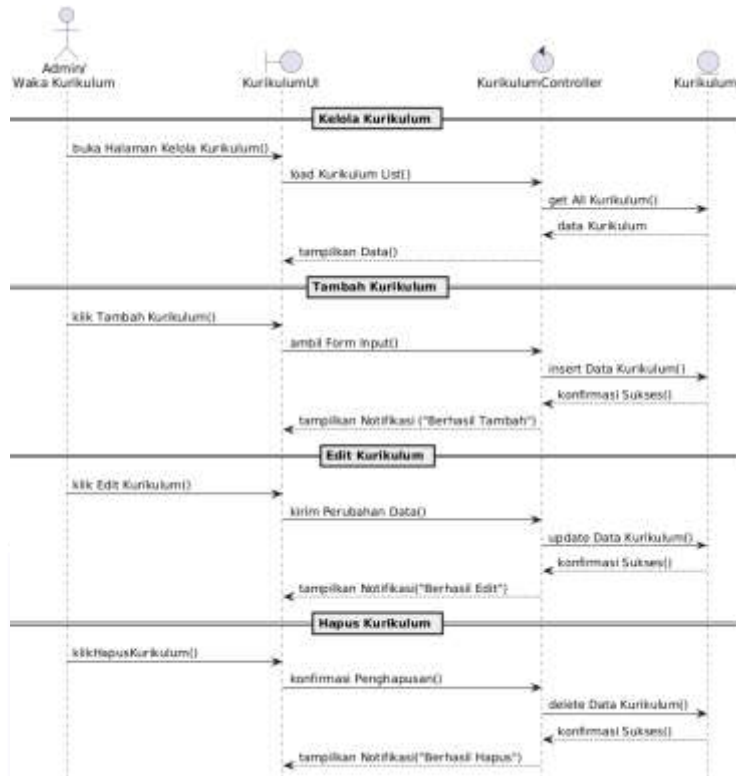 Admin/
Waka Kurikulum
KurikulumUI
KurikulumController
Kurikulum
Kelola Kurikulum
buka Halaman Kelola Kurikulum()
load Kurikulum List()
get All Kurikulum()
data Kurikulum
tampilkan Data()
Tambah Kurikulum
klik Tambah Kurikulum()
ambil Form Input()
insert Data Kurikulum()
konfirmasi Sukses()
tampilkan Notifikasi ("Berhasil Tambah")
Edit Kurikulum
klik Edit Kurikulum()
kirim Perubahan Data()
update Data Kurikulum()
konfirmasi Sukses()
tampilkan Notifikasi("Berhasil Edit")
Hapus Kurikulum
klikHapusKurikulum()
konfirmasi Penghapusan()
delete Data Kurikulum()
konfirmasi Sukses()
tampilkan Notifikasi("Berhasil Hapus")